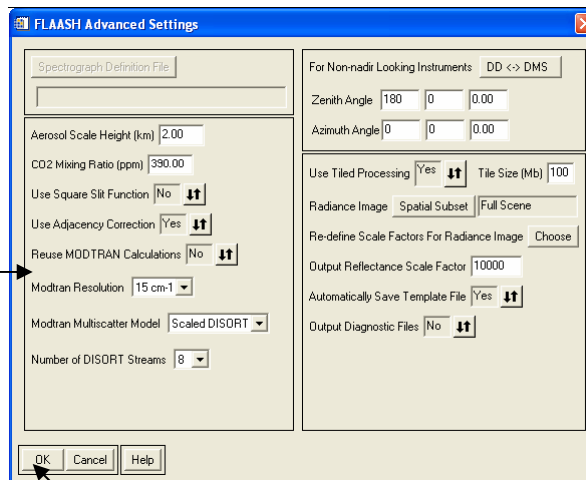 FLAASH Advanced Settings
Spectrograph Definition File
Aerosol Scale Height (km) 2.00
CO2 Mixing Ratio (ppm) 390.00
Use Square Slit Function No
Use Adjacency Correction Yes
Reuse MODTRAN Calculations No
Modtran Resolution 15 cm-1
Modtran Multiscatter Model Scaled DISORT
Number of DISORT Streams 8
For Non-nadir Looking Instruments DD <-> DMS
Zenith Angle 180 0 0.00
Azimuth Angle 0 0 0.00
Use Tiled Processing Yes Tile Size (Mb) 100
Radiance Image Spatial Subset Full Scene
Re-define Scale Factors For Radiance Image Choose
Output Reflectance Scale Factor 10000
Automatically Save Template File Yes
Output Diagnostic Files No
OK Cancel Help